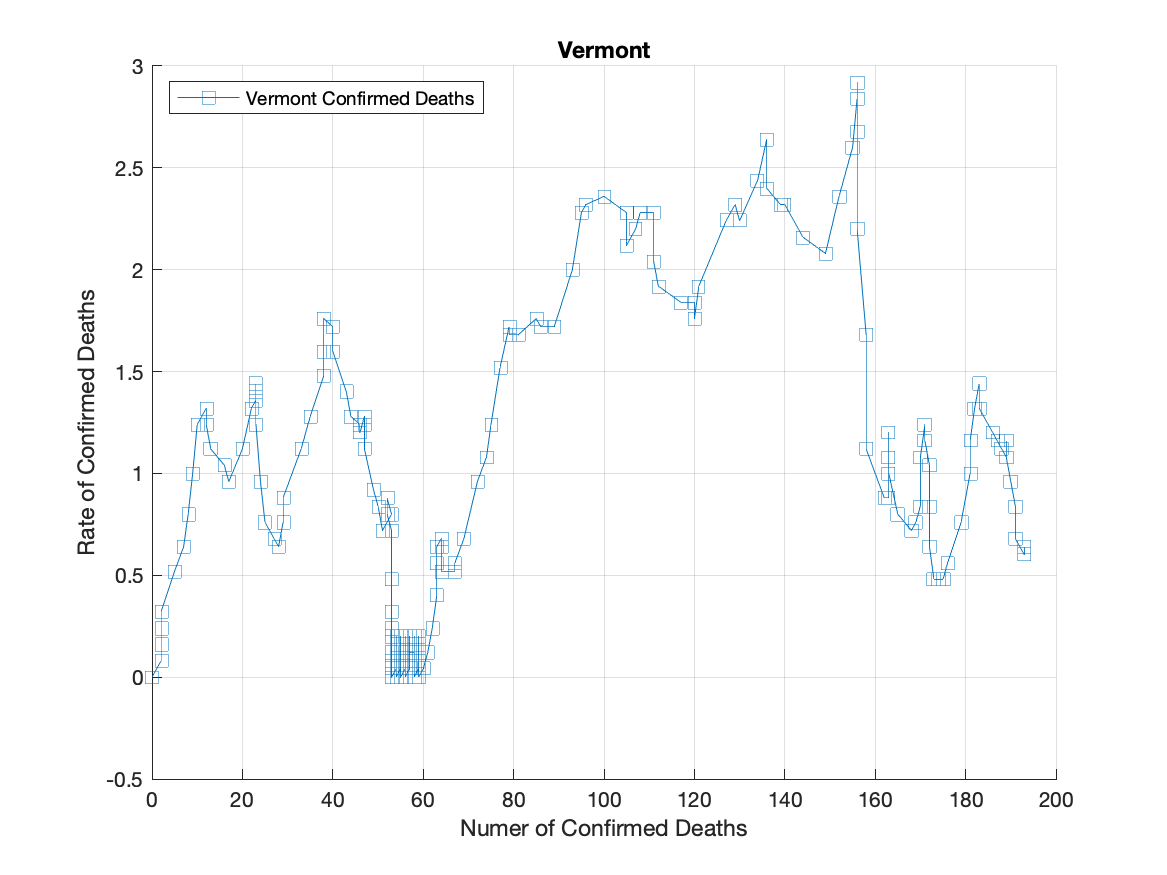 Vermont
Vermont Confirmed Deaths
3
2.5
2
1.5
1
0.5
0
-0.5
Rate of Confirmed Deaths
0 20 40 60 80 100 120 140 160 180 200
Numer of Confirmed Deaths